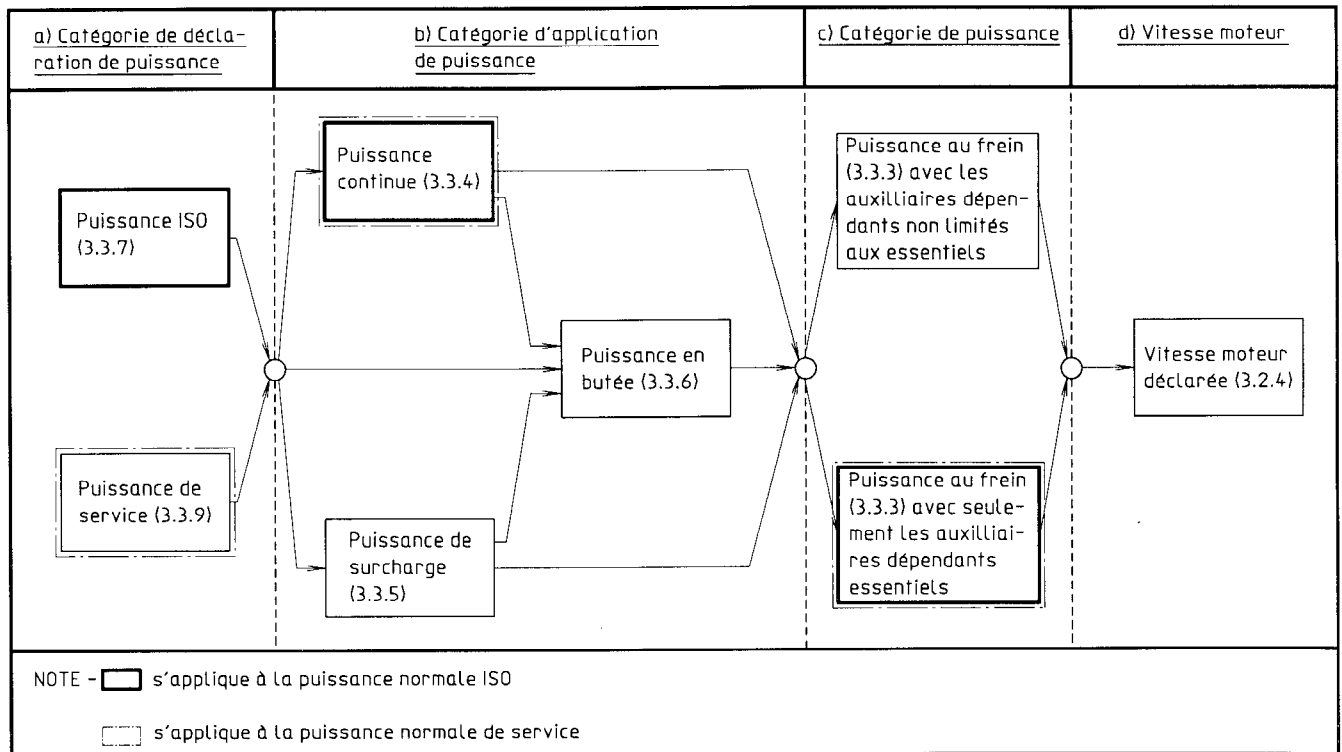 a) Catégorie de décla-
ration de puissance
b) Catégorie d'application
de puissance
c) Catégorie de puissance
d) Vitesse moteur
Puissance ISO
(3.3.7)
Puissance de
service (3.3.9)
Puissance
continue (3.3.4)
Puissance en
butée (3.3.6)
Puissance de
surcharge
(3.3.5)
Puissance au frein
(3.3.3) avec les
auxilliaires dépen-
dants non limités
aux essentiels
Puissance au frein
(3.3.3) avec seule-
ment les auxilliai-
res dépendants
essentiels
Vitesse moteur
déclarée (3.2.4)
NOTE - s'applique à la puissance normale ISO
s'applique à la puissance normale de service